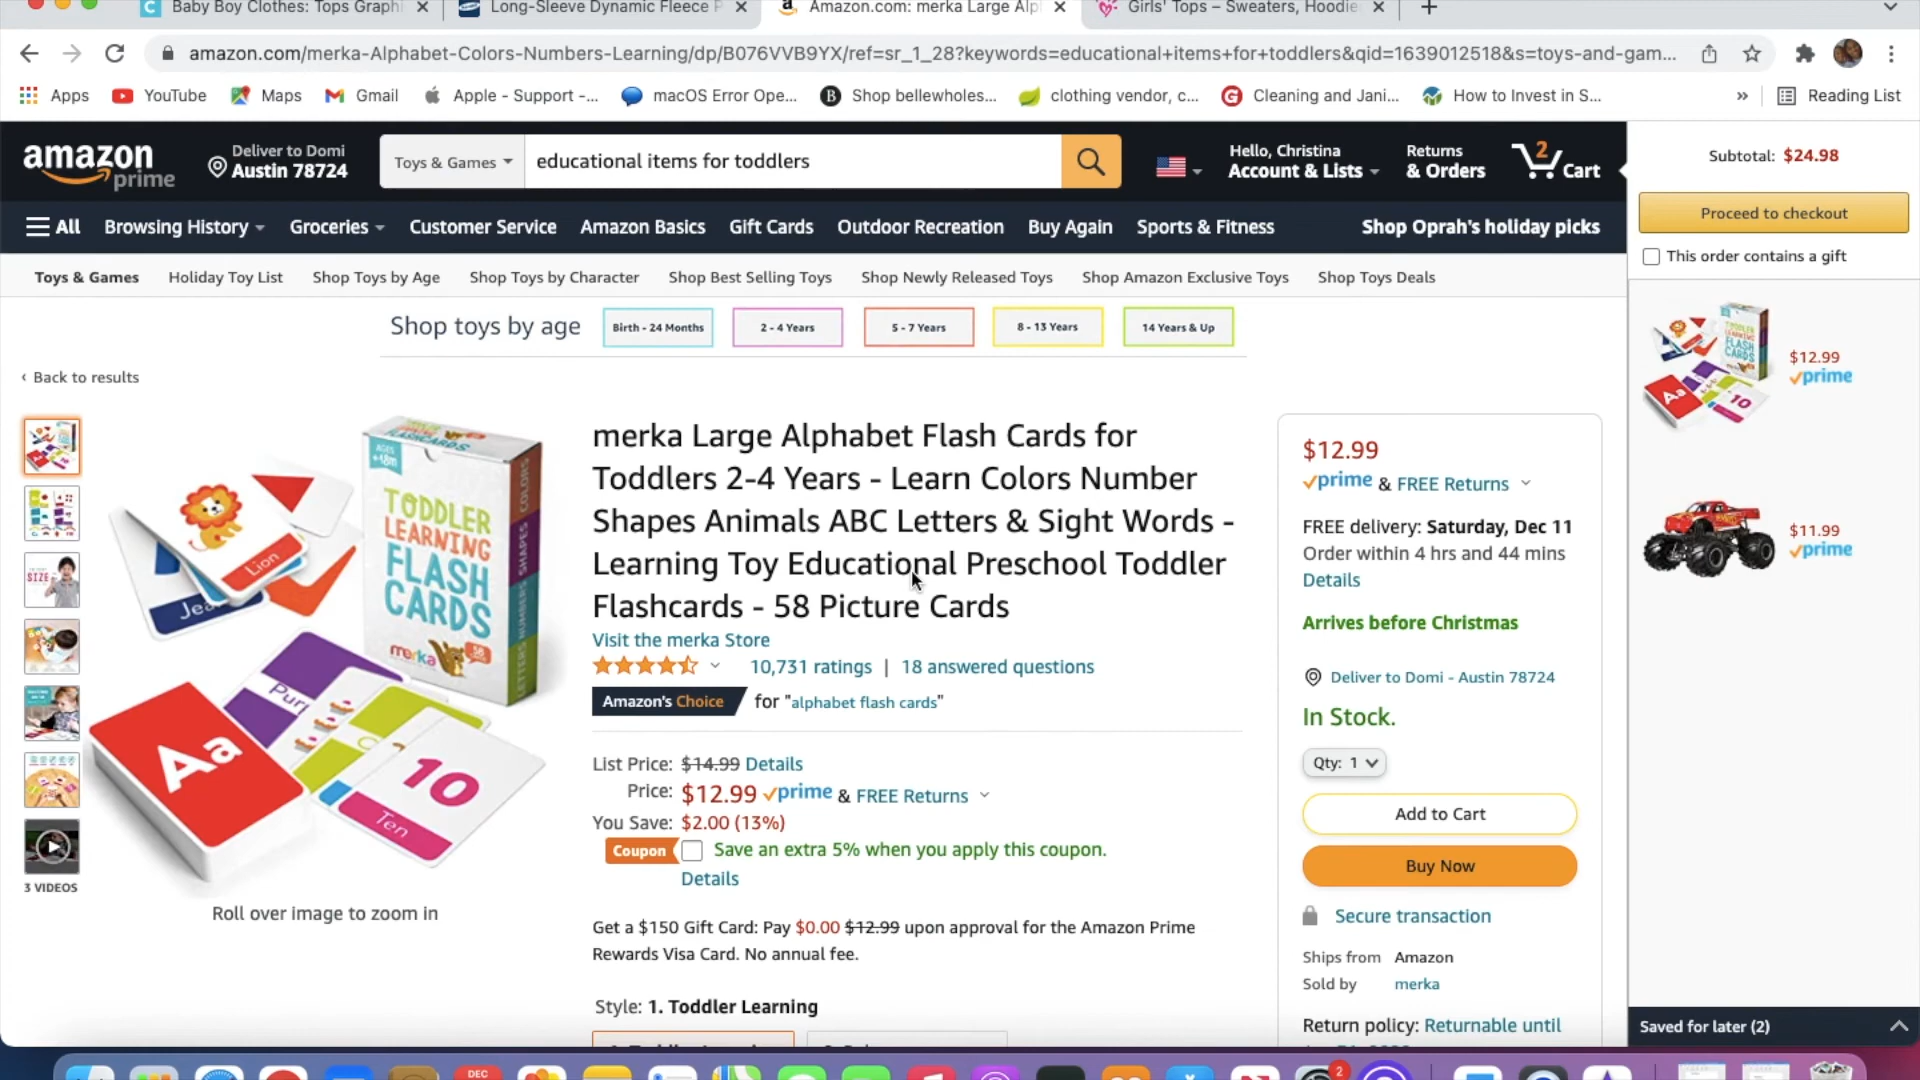 Baby Boy Clothes: Tops Graphi
Long-Sleeve Dynamic Fleece P
Amazon.com: merka Large Alp
Girls' Tops – Sweaters, Hoodie
amazon.com/merka-Alphabet-Colors-Numbers-Learning/dp/B076VVB9YX/ref=sr_1_28?keywords=educational+items+for+toddlers&qid=1639012518&s=toys-and-gam...
Apps YouTube Maps Gmail Apple - Support -... macOS Error Ope... Shop bellewholes... clothing vendor, c... Cleaning and Jani... How to Invest in S... » Reading List
amazon prime
Deliver to Domi
Austin 78724
Toys & Games
educational items for toddlers
Hello, Christina
Account & Lists
Returns
& Orders
2
Cart
Subtotal: $24.98
Proceed to checkout
This order contains a gift
All Browsing History Groceries Customer Service Amazon Basics Gift Cards Outdoor Recreation Buy Again Sports & Fitness Shop Oprah's holiday picks
Toys & Games Holiday Toy List Shop Toys by Age Shop Toys by Character Shop Best Selling Toys Shop Newly Released Toys Shop Amazon Exclusive Toys Shop Toys Deals
Shop toys by age Birth - 24 Months 2 - 4 Years 5 - 7 Years 8 - 13 Years 14 Years & Up
‹ Back to results
AGES
+18m
TODDLER
LEARNING
FLASH
CARDS
merka
58
LETTERS NUMBERS SHAPES COLORS
Lion
Aa
10
Ten
3 VIDEOS
Roll over image to zoom in
merka Large Alphabet Flash Cards for
Toddlers 2-4 Years - Learn Colors Number
Shapes Animals ABC Letters & Sight Words -
Learning Toy Educational Preschool Toddler
Flashcards - 58 Picture Cards
Visit the merka Store
10,731 ratings | 18 answered questions
Amazon's Choice for "alphabet flash cards"
List Price: $14.99 Details
Price: $12.99 prime & FREE Returns
You Save: $2.00 (13%)
Coupon Save an extra 5% when you apply this coupon.
Details
Get a $150 Gift Card: Pay $0.00 $12.99 upon approval for the Amazon Prime
Rewards Visa Card. No annual fee.
Style: 1. Toddler Learning
$12.99
prime & FREE Returns
FREE delivery: Saturday, Dec 11
Order within 4 hrs and 44 mins
Details
Arrives before Christmas
Deliver to Domi - Austin 78724
In Stock.
Qty: 1
Add to Cart
Buy Now
Secure transaction
Ships from Amazon
Sold by merka
Return policy: Returnable until
$12.99
prime
$11.99
prime
Saved for later (2)
DEC
2